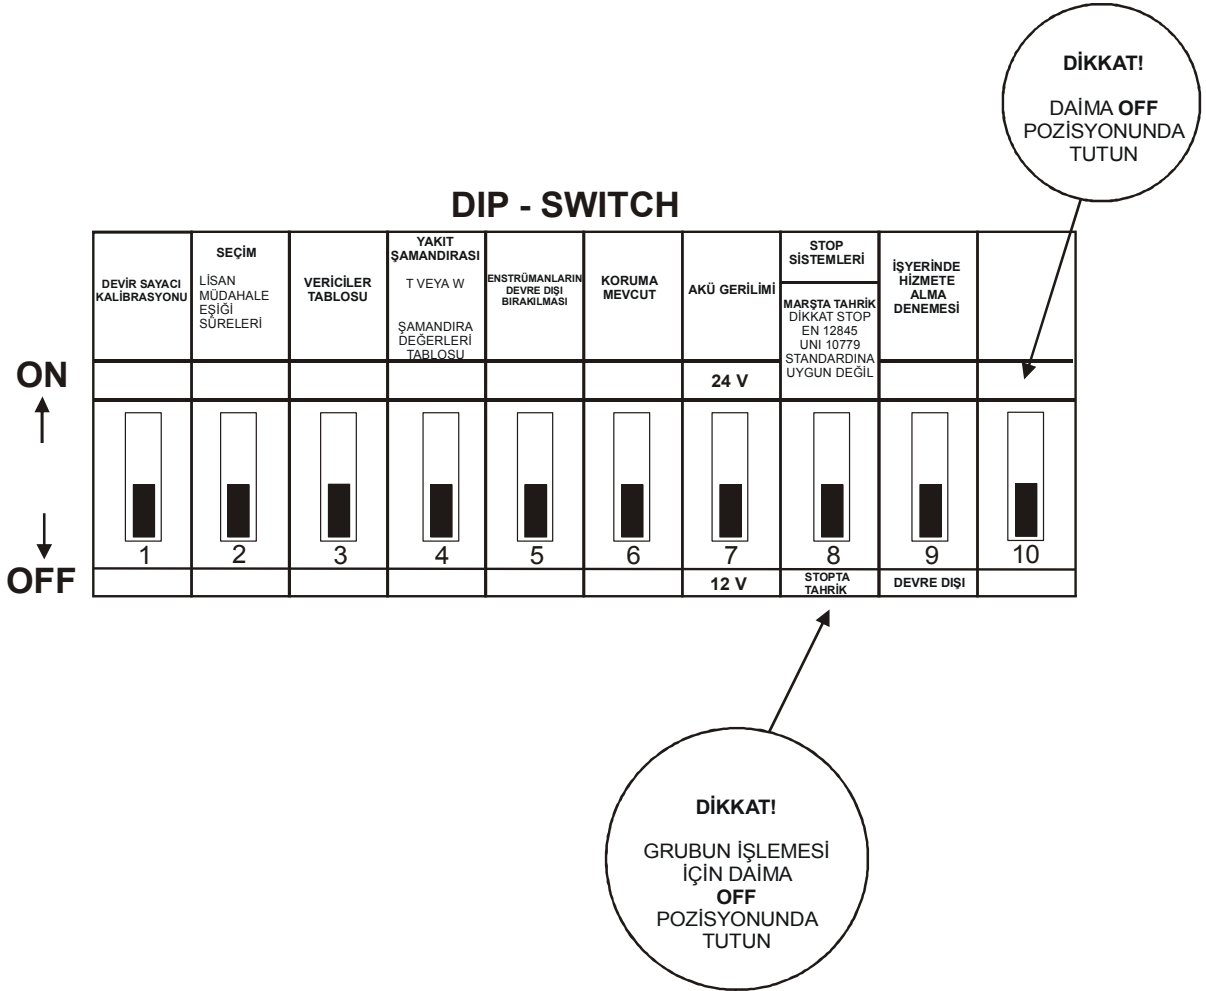 DİKKAT!
DAİMA OFF
POZİSYONUNDA
TUTUN
DIP - SWITCH
DEVİR SAYACI
KALİBRASYONU
SEÇİM
LİSAN
MÜDAHALE
EŞİĞİ
SÜRELERİ
VERİCİLER
TABLOSU
YAKIT
ŞAMANDIRASI
T VEYA W
ŞAMANDIRA
DEĞERLERİ
TABLOSU
ENSTRÜMANLARIN
DEVRE DIŞI
BIRAKILMASI
KORUMA
MEVCUT
AKÜ GERİLİMİ
STOP
SİSTEMLERİ
MARŞTA TAHRİK
DİKKAT STOP
EN 12845
UNI 10779
STANDARDINA
UYGUN DEĞİL
İŞYERİNDE
HİZMETE
ALMA
DENEMESİ
ON
24 V
1 2 3 4 5 6 7 8 9 10
OFF
12 V
STOPTA
TAHRİK
DEVRE DIŞI
DİKKAT!
GRUBUN İŞLEMESİ
İÇİN DAİMA
OFF
POZİSYONUNDA
TUTUN